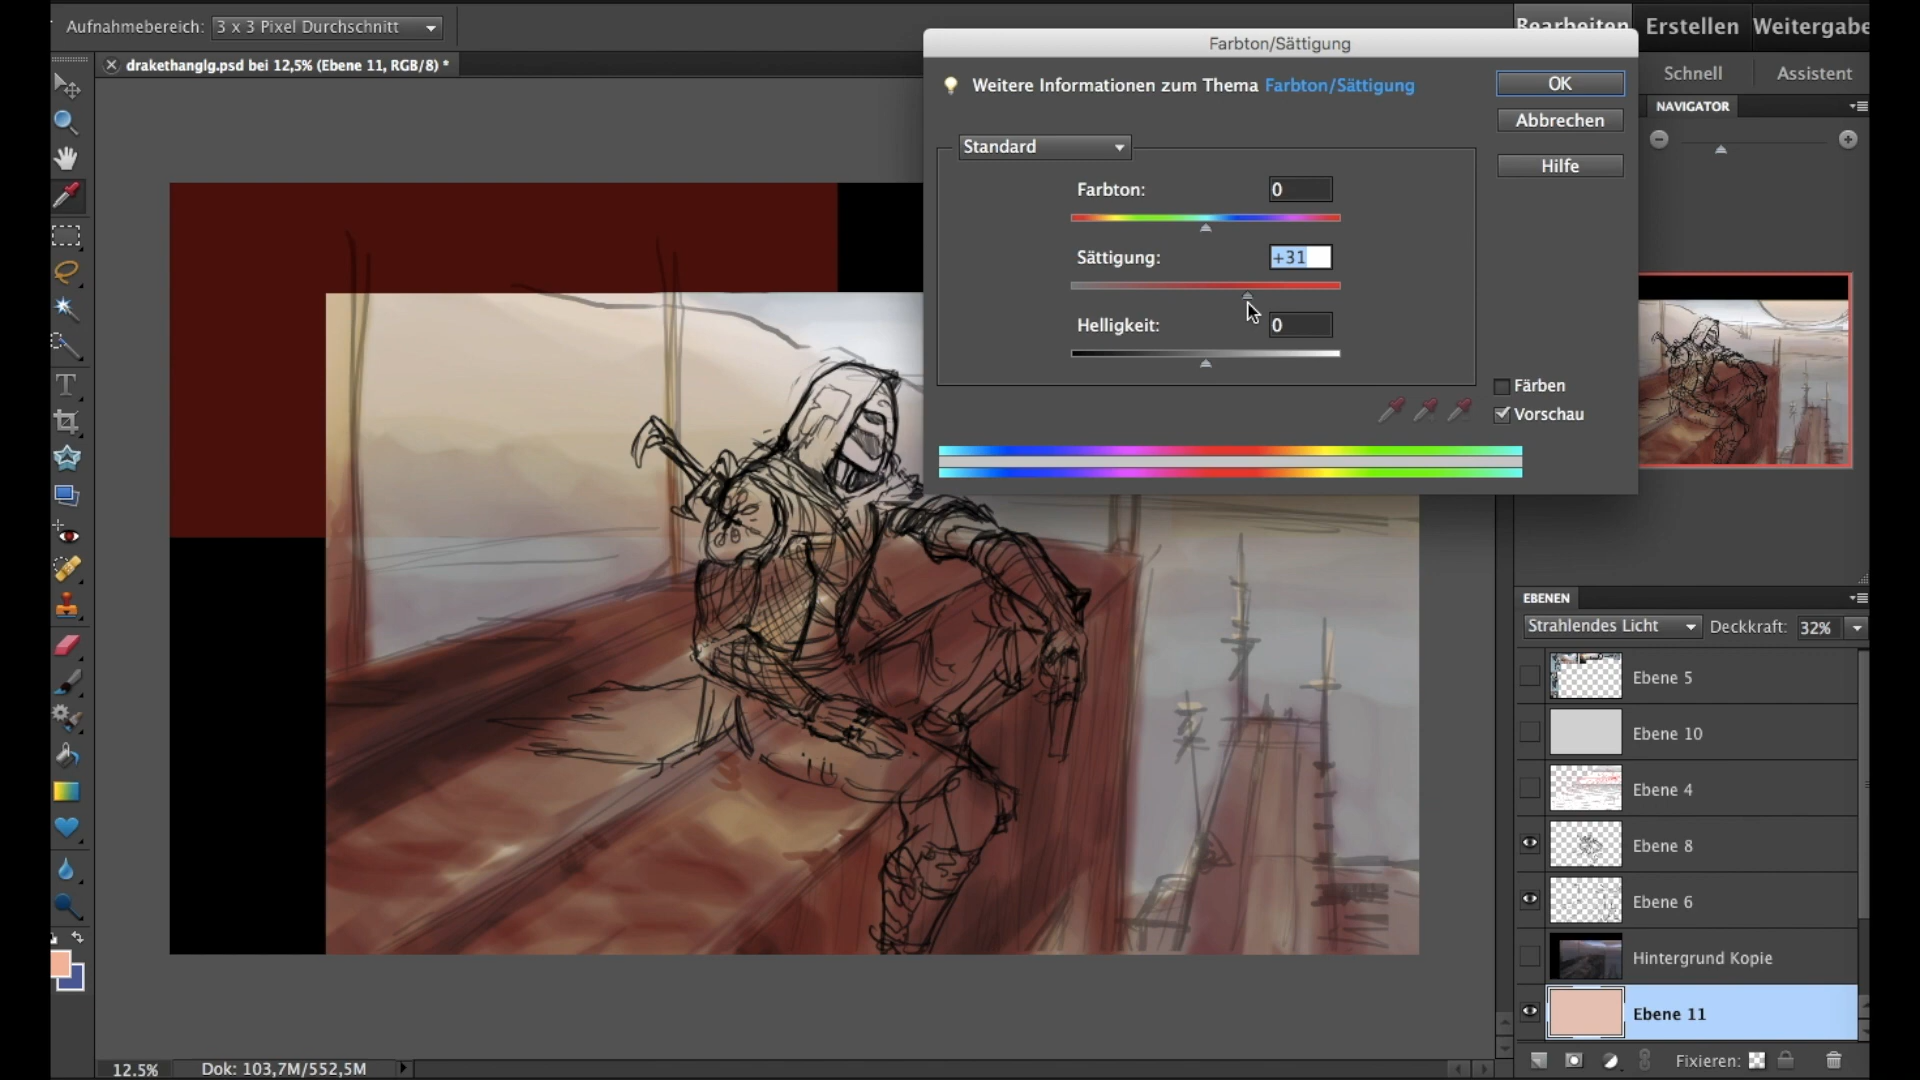 Aufnahmebereich: 3 x 3 Pixel Durchschnitt
Bearbeiten Erstellen Weitergabe
drakethanglg.psd bei 12,5% (Ebene 11, RGB/8) *
Schnell Assistent
Farbton/Sättigung
Weitere Informationen zum Thema Farbton/Sättigung
OK
Abbrechen
Hilfe
Standard
Farbton: 0
Sättigung: +31
Helligkeit: 0
Färben
Vorschau
NAVIGATOR
EBENEN
Strahlendes Licht Deckkraft: 32%
Ebene 5
Ebene 10
Ebene 4
Ebene 8
Ebene 6
Hintergrund Kopie
Ebene 11
Fixieren:
12.5% Dok: 103,7M/552,5M